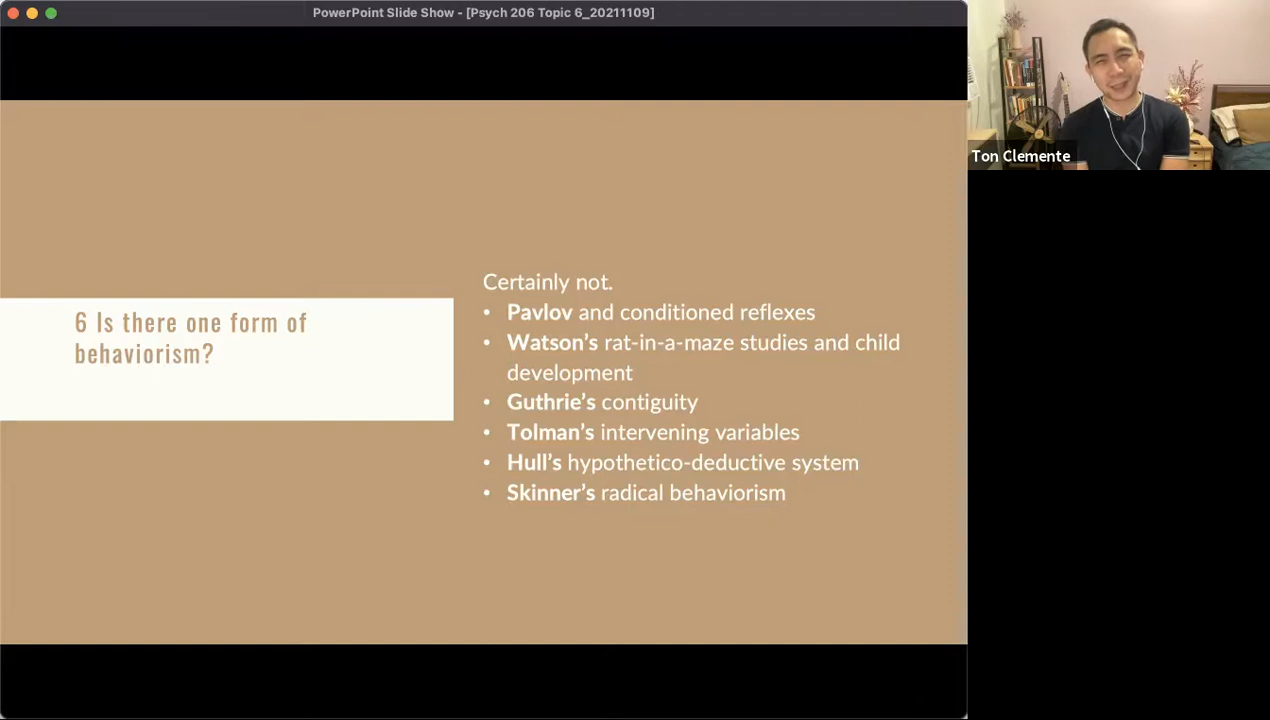 PowerPoint Slide Show - [Psych 206 Topic 6_20211109]
6 Is there one form of
behaviorism?
Certainly not.
• Pavlov and conditioned reflexes
• Watson’s rat-in-a-maze studies and child
development
• Guthrie’s contiguity
• Tolman’s intervening variables
• Hull’s hypothetico-deductive system
• Skinner’s radical behaviorism
Ton Clemente